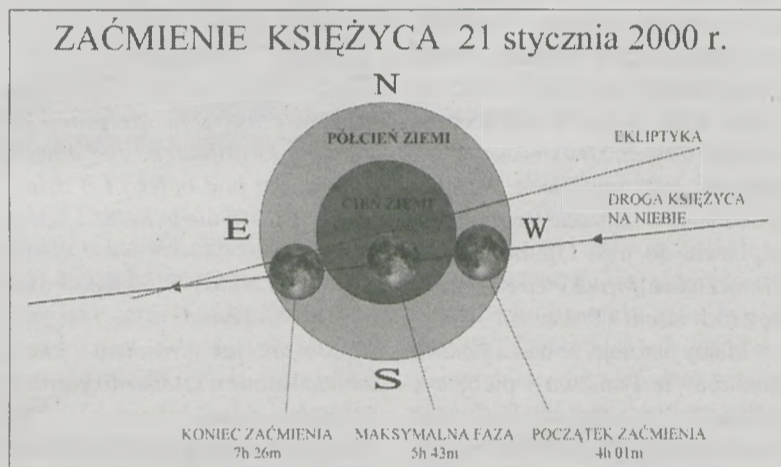 ZAĆMIENIE KSIĘŻYCA 21 stycznia 2000 r.
N
PÓŁCIEŃ ZIEMI
EKLIPTYKA
CIEŃ ZIEMI
DROGA KSIĘŻYCA
NA NIEBIE
E
W
S
KONIEC ZAĆMIENIA
7h 26m
MAKSYMALNA FAZA
5h 43m
POCZĄTEK ZAĆMIENIA
4h 01m